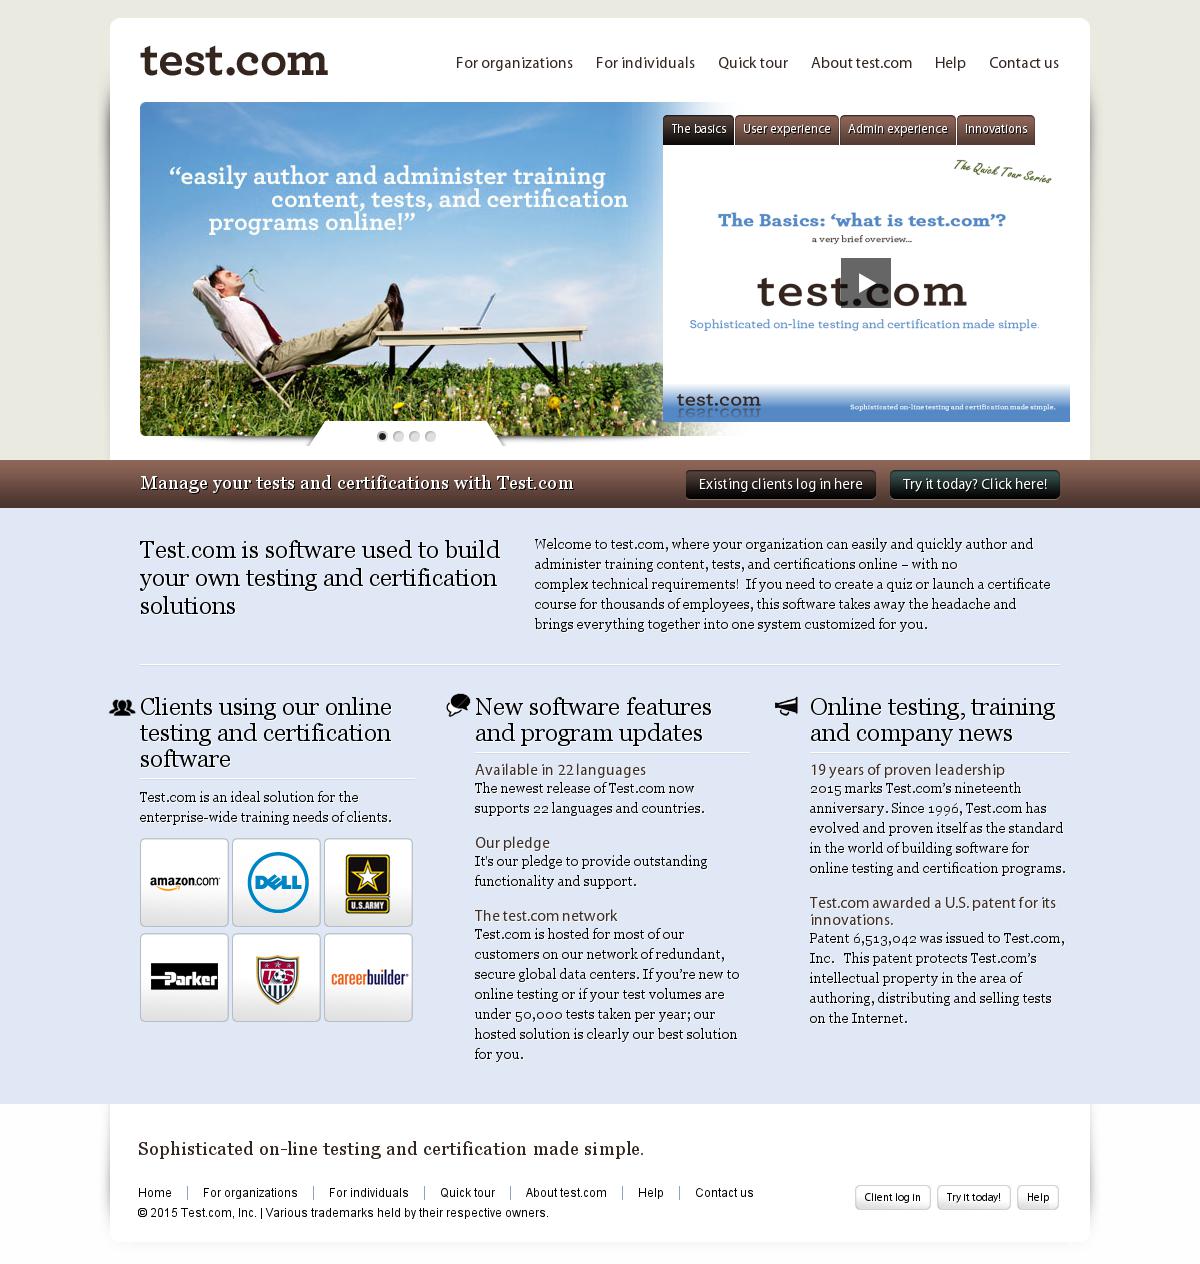 test.com
For organizations For individuals Quick tour About test.com Help Contact us
“easily author and administer training
content, tests, and certification
programs online!”
The basics User experience Admin experience Innovations
The Quick Tour Series
The Basics: ‘what is test.com’?
a very brief overview...
test.com
Sophisticated on-line testing and certification made simple.
test.com
Sophisticated on-line testing and certification made simple.
Manage your tests and certifications with Test.com
Existing clients log in here Try it today? Click here!
Test.com is software used to build
your own testing and certification
solutions
Welcome to test.com, where your organization can easily and quickly author and
administer training content, tests, and certifications online – with no
complex technical requirements!  If you need to create a quiz or launch a certificate
course for thousands of employees, this software takes away the headache and
brings everything together into one system customized for you.
Clients using our online
testing and certification
software
Test.com is an ideal solution for the
enterprise-wide training needs of clients.
amazon.com
DELL
U.S.ARMY
Parker
US
careerbuilder
New software features
and program updates
Available in 22 languages
The newest release of Test.com now
supports 22 languages and countries.
Our pledge
It's our pledge to provide outstanding
functionality and support.
The test.com network
Test.com is hosted for most of our
customers on our network of redundant,
secure global data centers. If you’re new to
online testing or if your test volumes are
under 50,000 tests taken per year; our
hosted solution is clearly our best solution
for you.
Online testing, training
and company news
19 years of proven leadership
2015 marks Test.com’s nineteenth
anniversary. Since 1996, Test.com has
evolved and proven itself as the standard
in the world of building software for
online testing and certification programs.
Test.com awarded a U.S. patent for its
innovations.
Patent 6,513,042 was issued to Test.com,
Inc.   This patent protects Test.com’s
intellectual property in the area of
authoring, distributing and selling tests
on the Internet.
Sophisticated on-line testing and certification made simple.
Home For organizations For individuals Quick tour About test.com Help Contact us
Client log in Try it today! Help
© 2015 Test.com, Inc. | Various trademarks held by their respective owners.